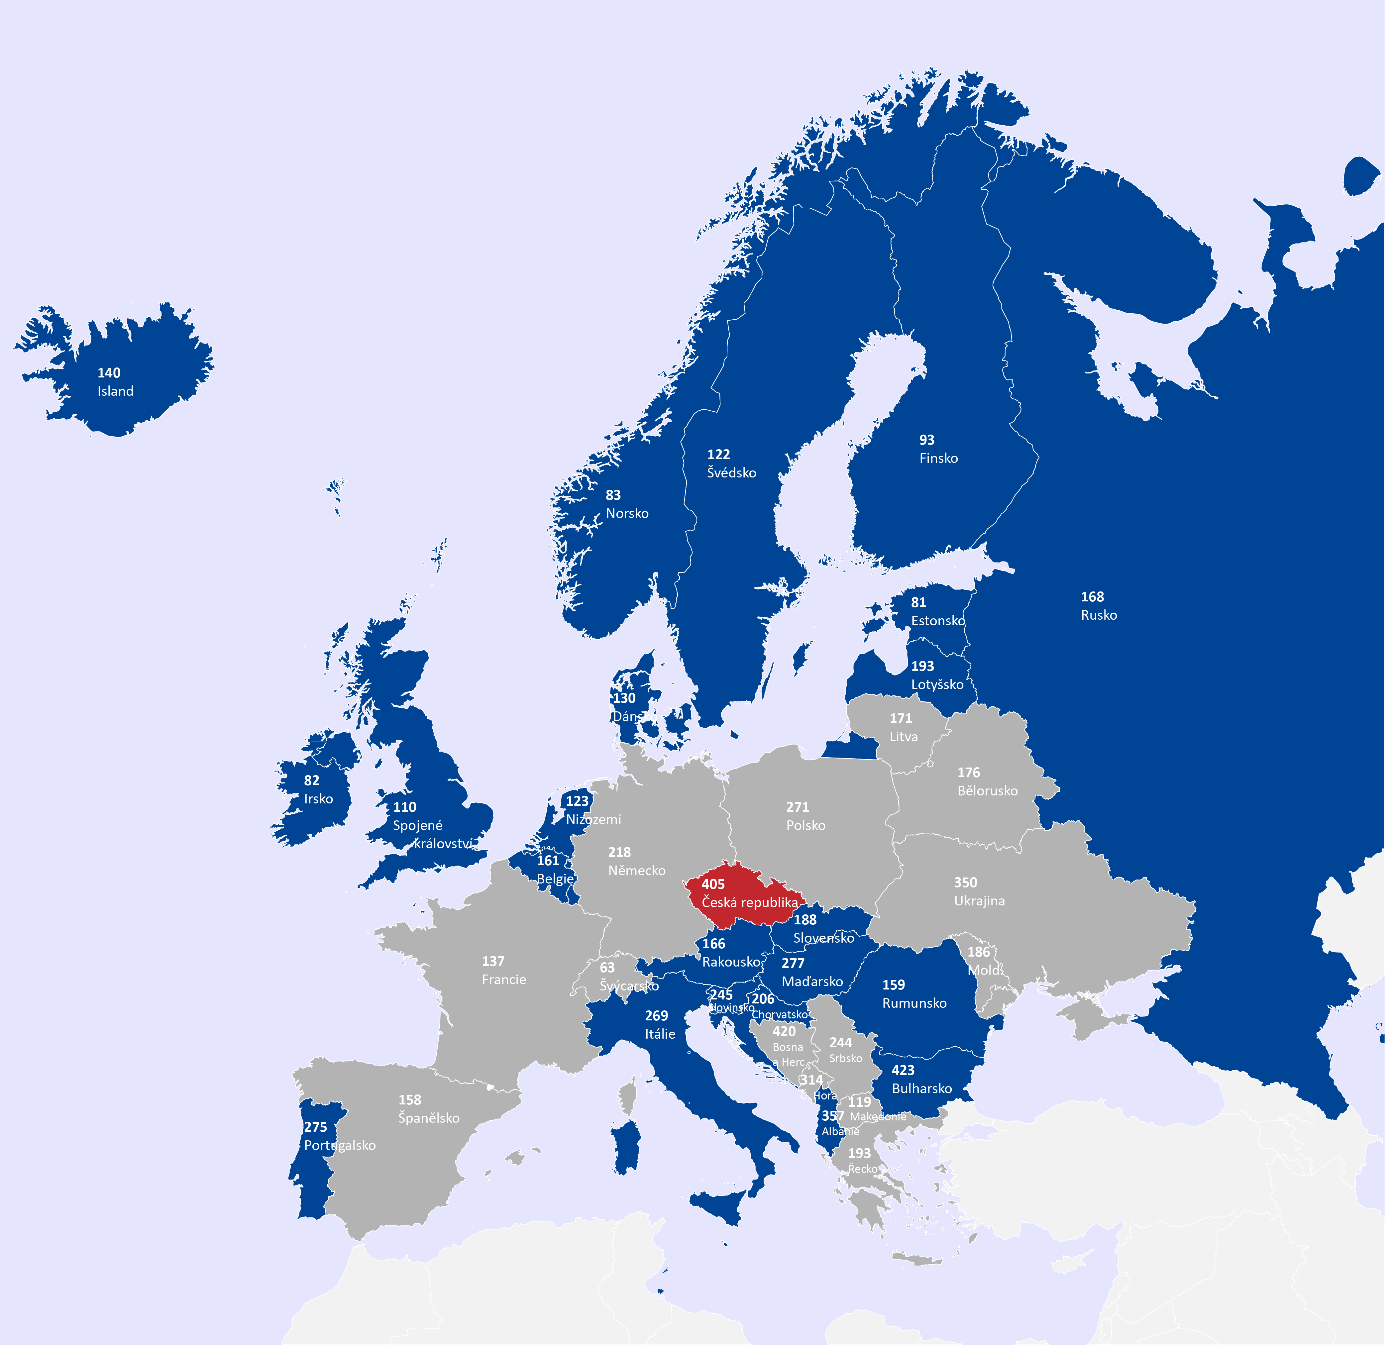 140
Island
93
Finsko
122
Švédsko
83
Norsko
168
Rusko
81
Estonsko
193
Lotyšsko
130
Dánsko
171
Litva
82
Irsko
176
Bělorusko
123
Nizozemí
110
Spojené
království
271
Polsko
218
Německo
161
Belgie
405
Česká republika
350
Ukrajina
188
Slovensko
166
Rakousko
186
Mold.
137
Francie
63
Švýcarsko
277
Maďarsko
159
Rumunsko
245
Slovinsko
206
Chorvatsko
269
Itálie
420
Bosna
a Herc.
244
Srbsko
423
Bulharsko
314
Č. Hora
158
Španělsko
119
Makedonie
357
Albánie
275
Portugalsko
193
Řecko